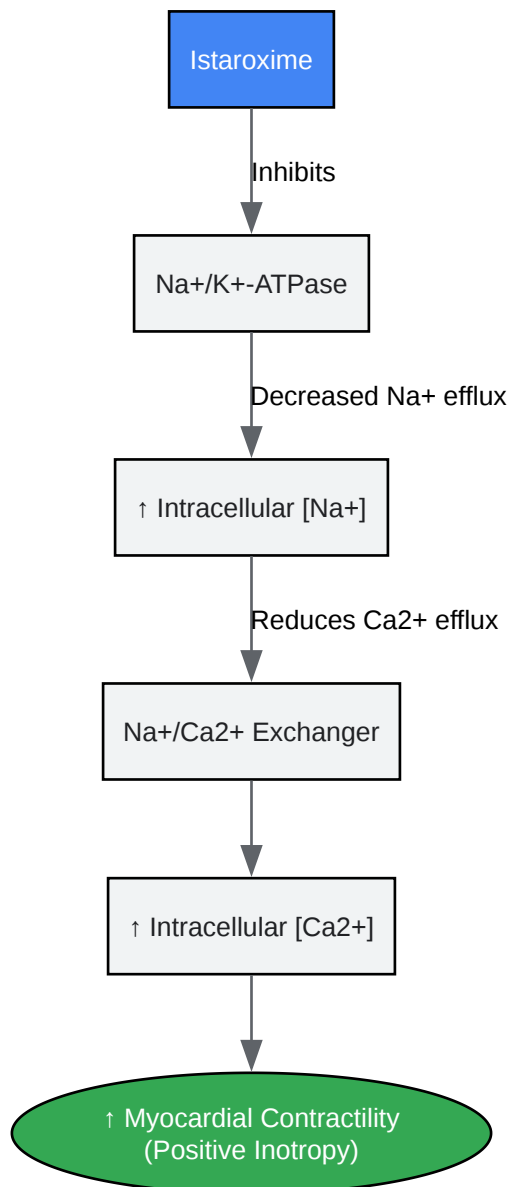 Istaroxime
Inhibits
Na+/K+-ATPase
Decreased Na+ efflux
↑ Intracellular [Na+]
Reduces Ca2+ efflux
Na+/Ca2+ Exchanger
↑ Intracellular [Ca2+]
↑ Myocardial Contractility
(Positive Inotropy)